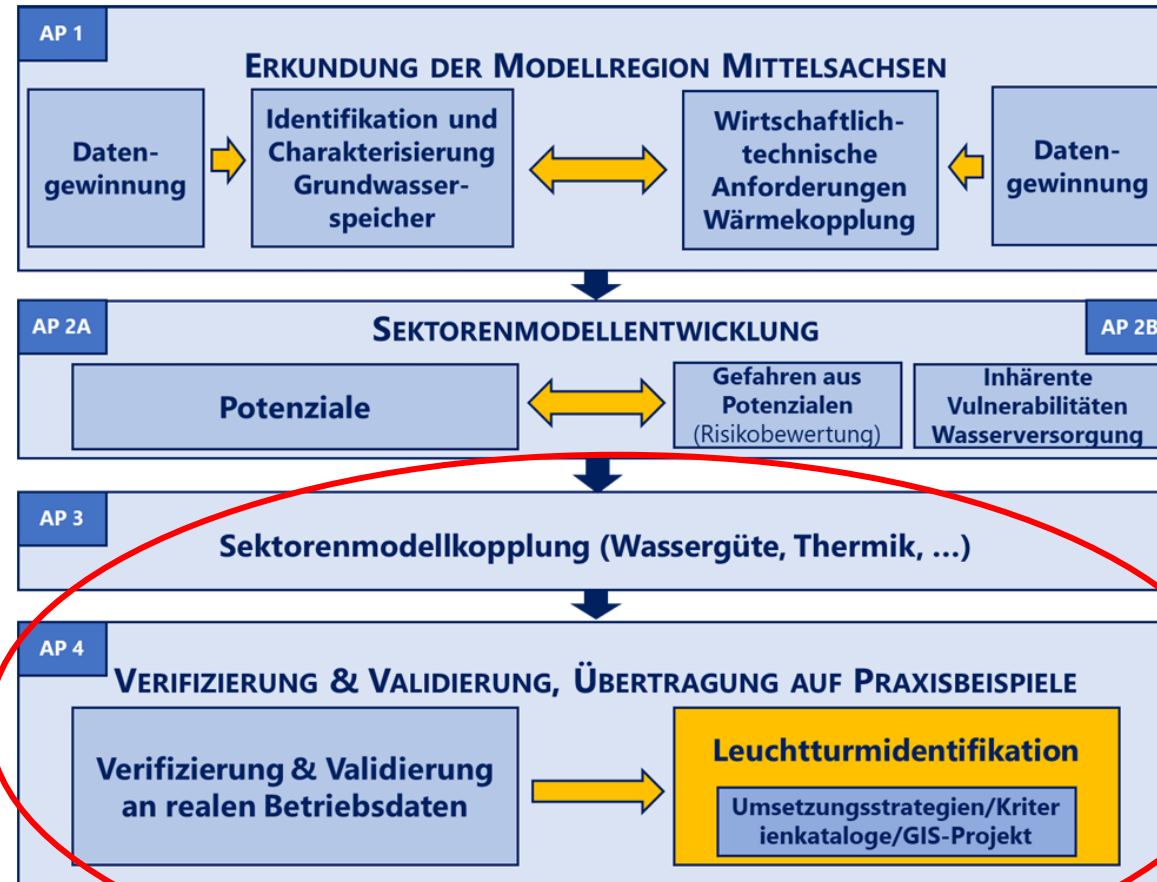 AP 1
ERKUNDUNG DER MODELLREGION MITTELSACHSEN
Daten-
gewinnung
Identifikation und
Charakterisierung
Grundwasser-
speicher
Wirtschaftlich-
technische
Anforderungen
Wärmekopplung
Daten-
gewinnung
AP 2A
SEKTORENMODELLENTWICKLUNG
AP 2B
Potenziale
Gefahren aus
Potenzialen
(Risikobewertung)
Inhärente
Vulnerabilitäten
Wasserversorgung
AP 3
Sektorenmodellkopplung (Wassergüte, Thermik, ...)
AP 4
VERIFIZIERUNG & VALIDIERUNG, ÜBERTRAGUNG AUF PRAXISBEISPIELE
Verifizierung & Validierung
an realen Betriebsdaten
Leuchtturmidentifikation
Umsetzungsstrategien/Kriter
ienkataloge/GIS-Projekt